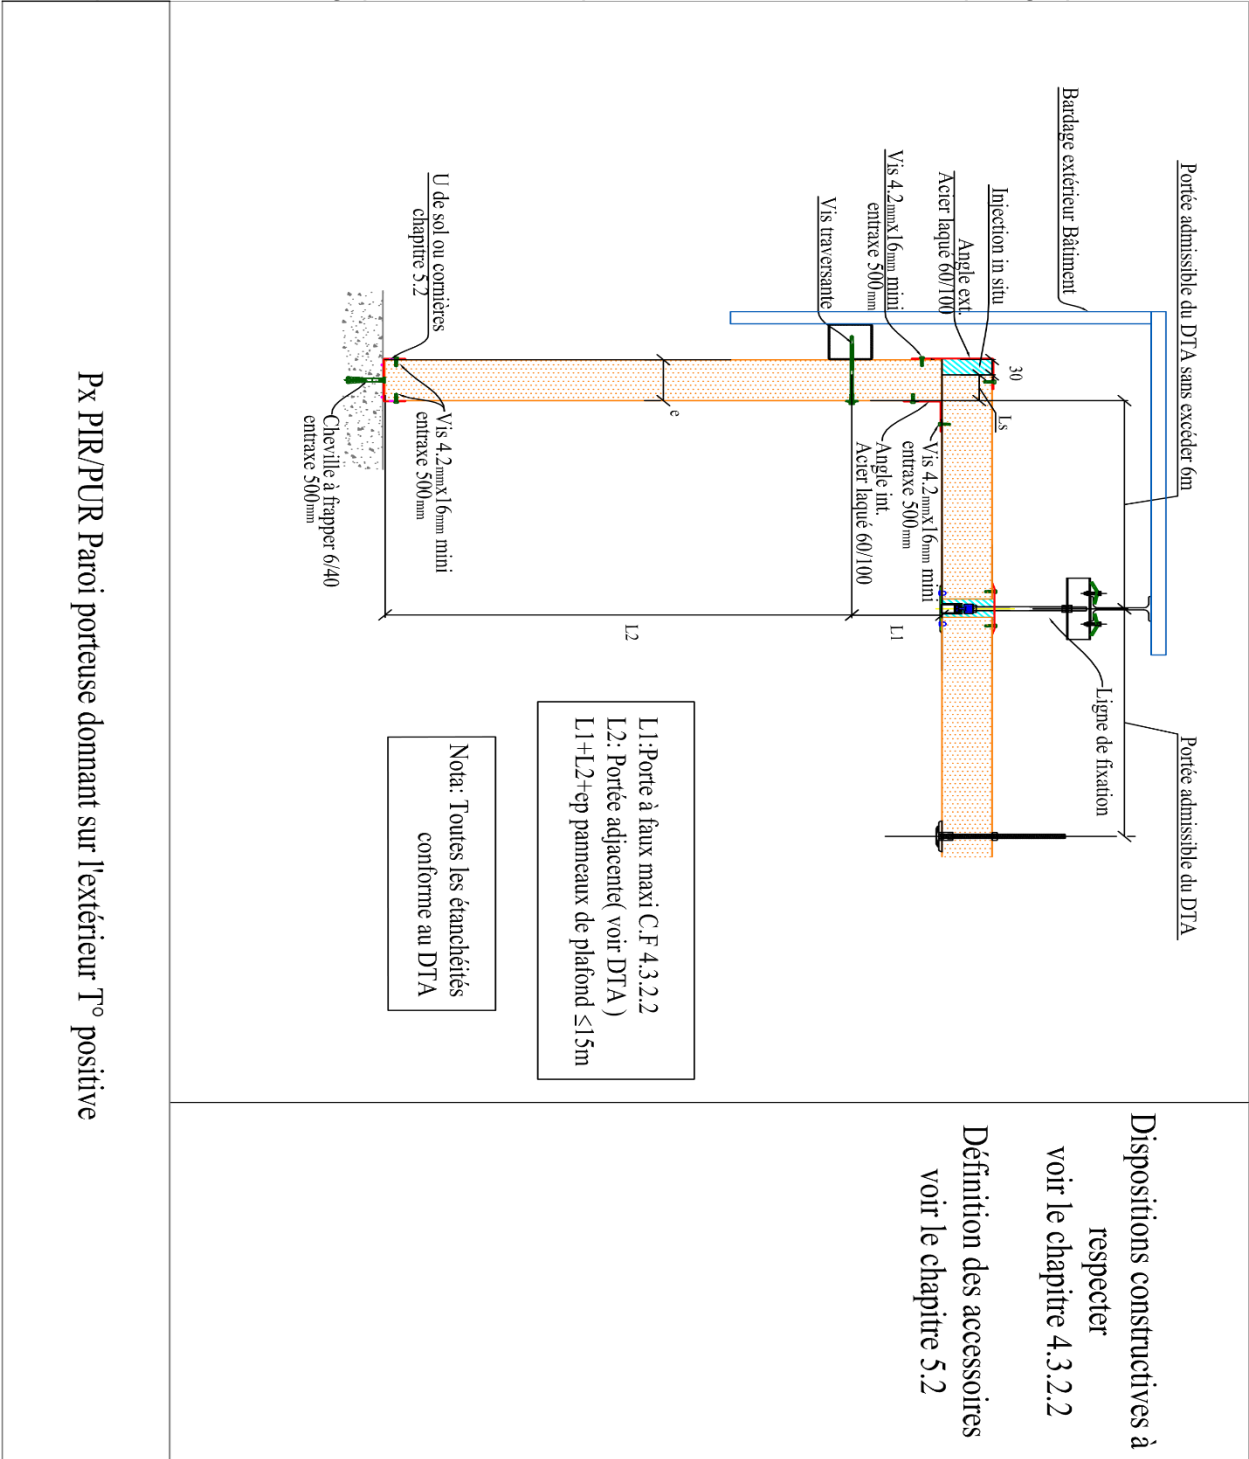 Portée admissible du DTA sans excéder 6m
Portée admissible du DTA
Bardage extérieur Bâtiment
Ligne de fixation
Injection in situ
Angle ext.
Acier laqué 60/100
Vis 4.2mmx16mm mini
entraxe 500mm
Vis traversante
30
Ls
Vis 4.2mmx16mm mini
entraxe 500mm
Angle int.
Acier laqué 60/100
L1
L2
e
U de sol ou cornières
chapitre 5.2
Vis 4.2mmx16mm mini
entraxe 500mm
Cheville à frapper 6/40
entraxe 500mm
L1:Porte à faux maxi C.F 4.3.2.2
L2: Portée adjacente( voir DTA )
L1+L2+ep panneaux de plafond ≤15m
Nota: Toutes les étanchéités
conforme au DTA
Dispositions constructives à
respecter
voir le chapitre 4.3.2.2
Définition des accessoires
voir le chapitre 5.2
Px PIR/PUR Paroi porteuse donnant sur l'extérieur T° positive